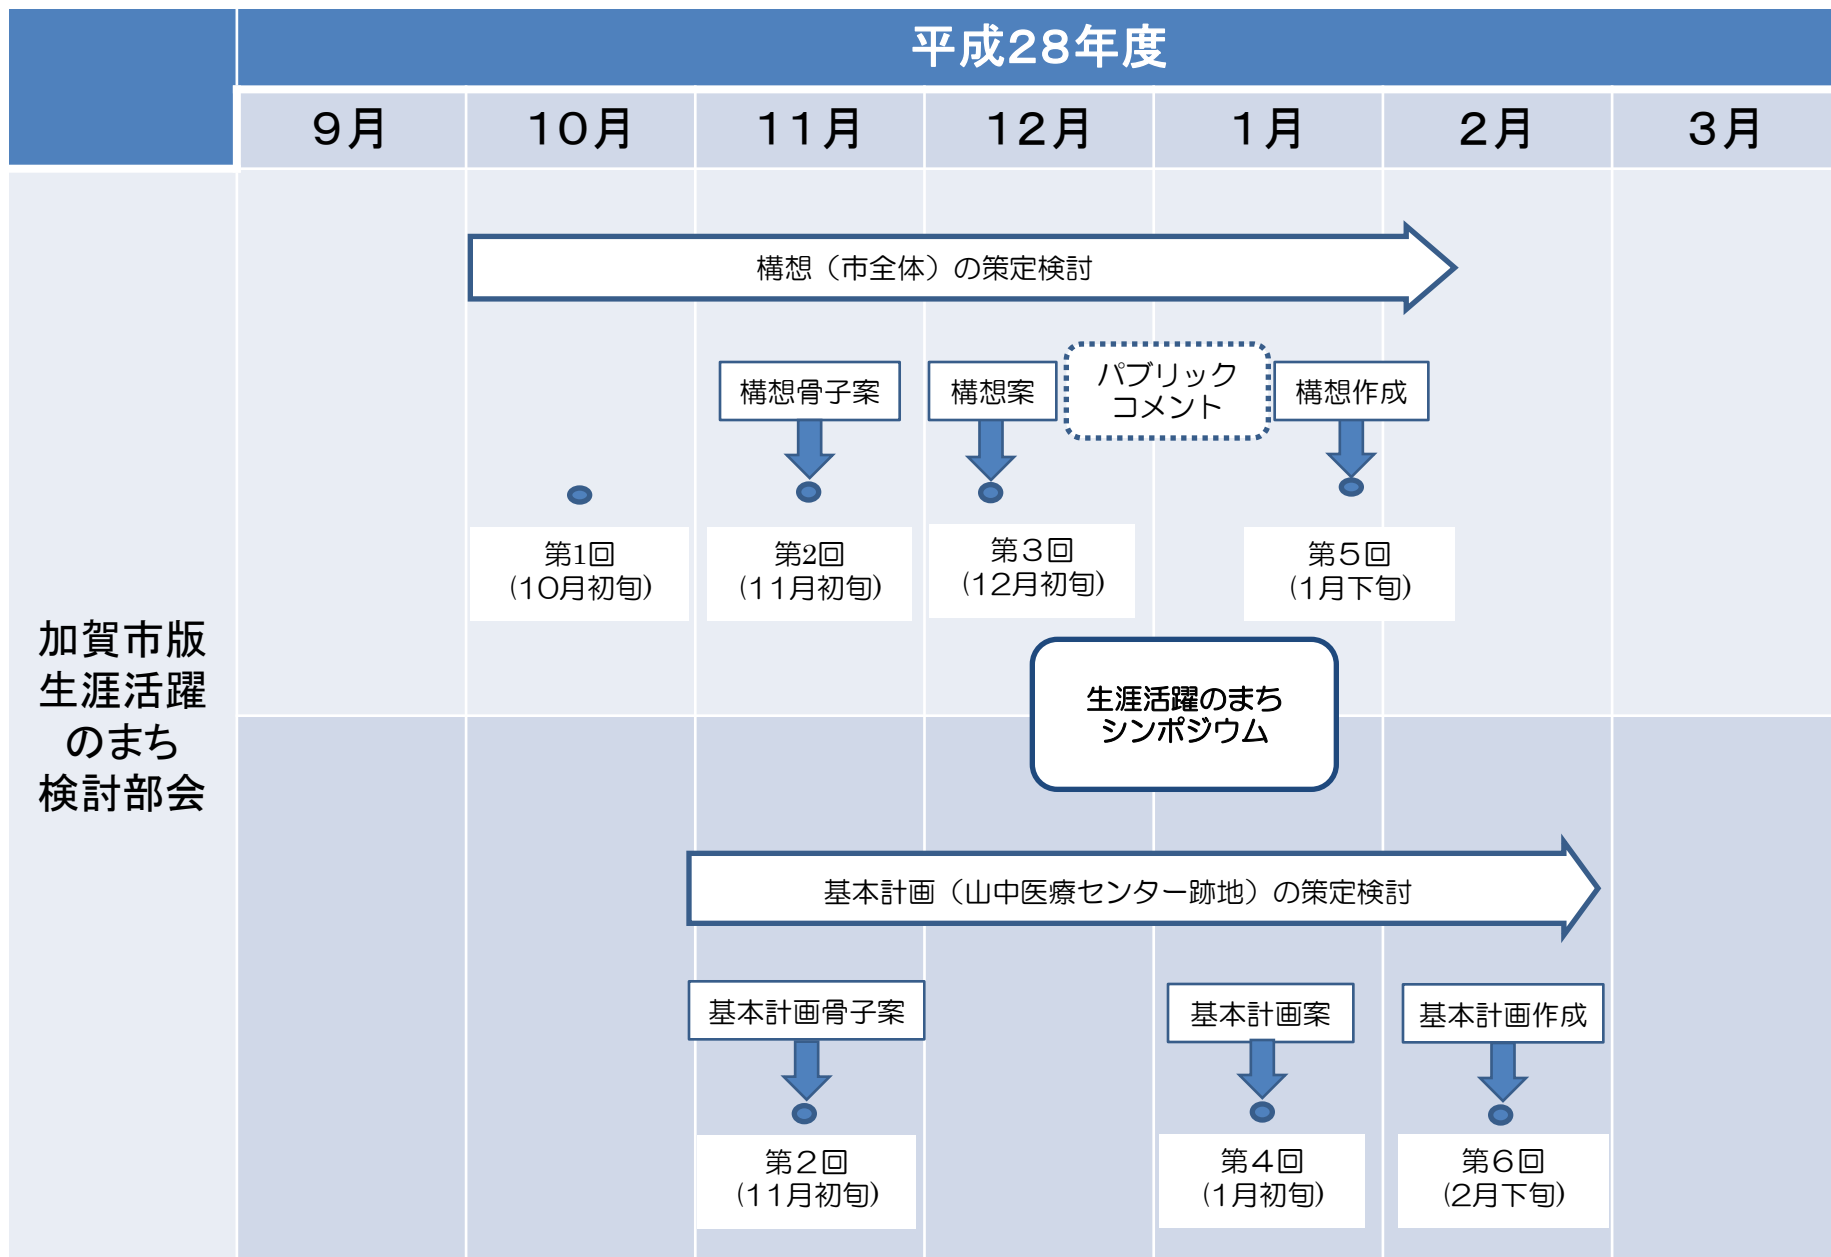 平成28年度
9月
10月
11月
12月
1月
2月
3月
加賀市版
生涯活躍
のまち
検討部会
構想（市全体）の策定検討
構想骨子案
構想案
パブリック
コメント
構想作成
第1回
(10月初旬)
第2回
(11月初旬)
第３回
(12月初旬)
第５回
(1月下旬)
生涯活躍のまち
シンポジウム
基本計画（山中医療センター跡地）の策定検討
基本計画骨子案
基本計画案
基本計画作成
第２回
(11月初旬)
第４回
(1月初旬)
第６回
(2月下旬)